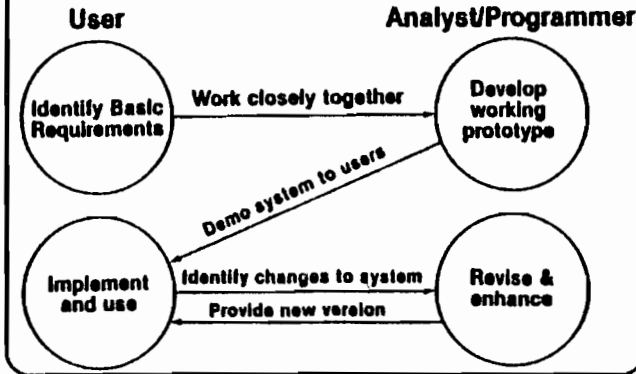 User
Analyst/Programmer
Identify Basic
Requirements
Work closely together
Develop
working
prototype
Demo system to users
Implement
and use
Identify changes to system
Provide new version
Revise &
enhance